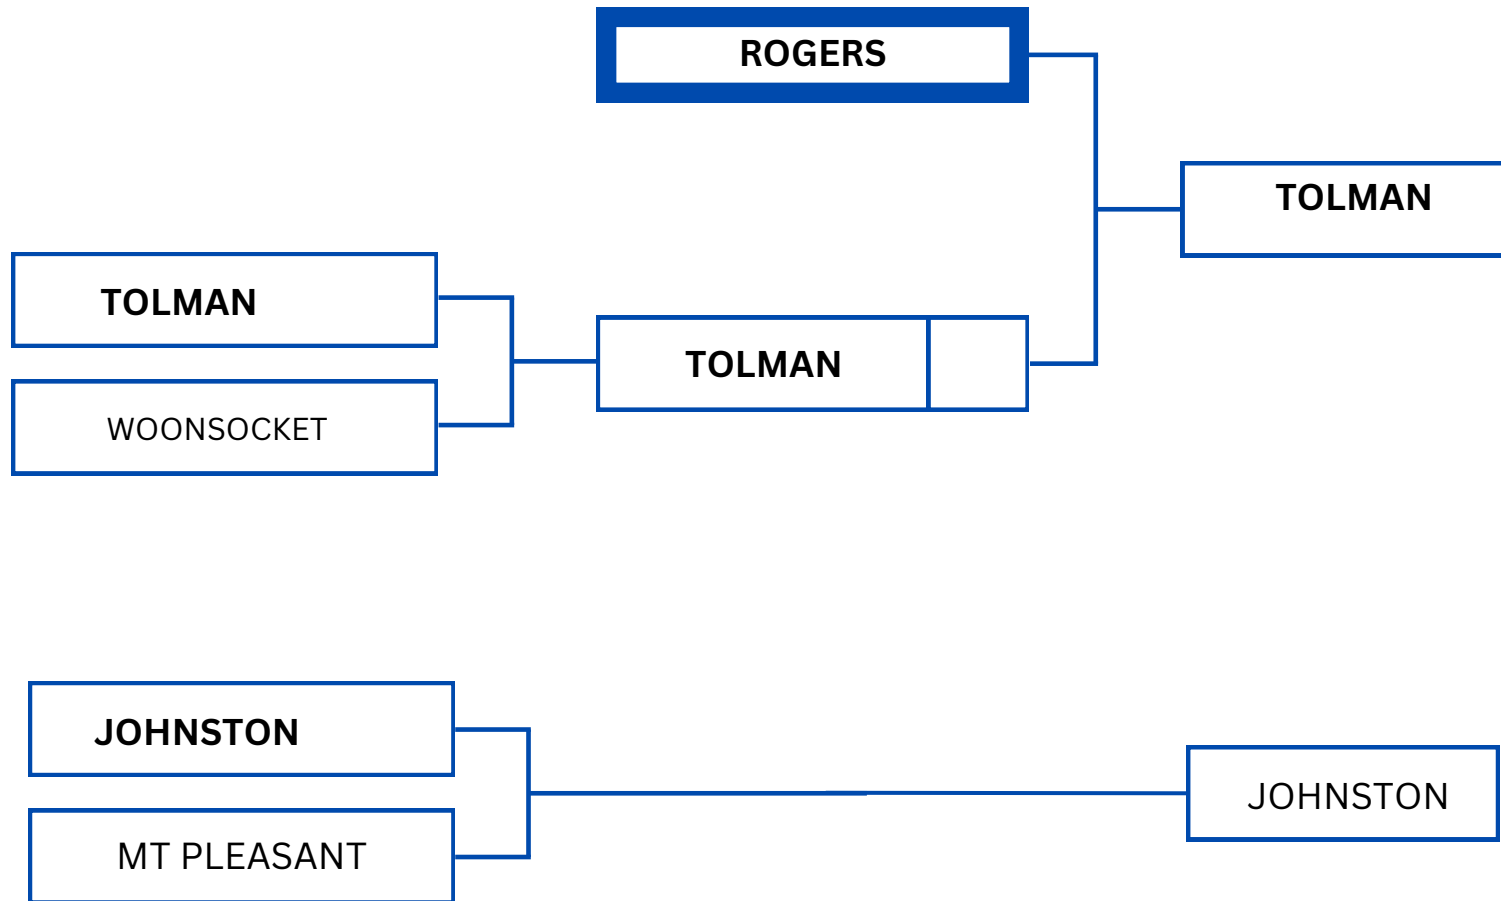 ROGERS
TOLMAN
TOLMAN
TOLMAN
WOONSOCKET
JOHNSTON
MT PLEASANT
JOHNSTON